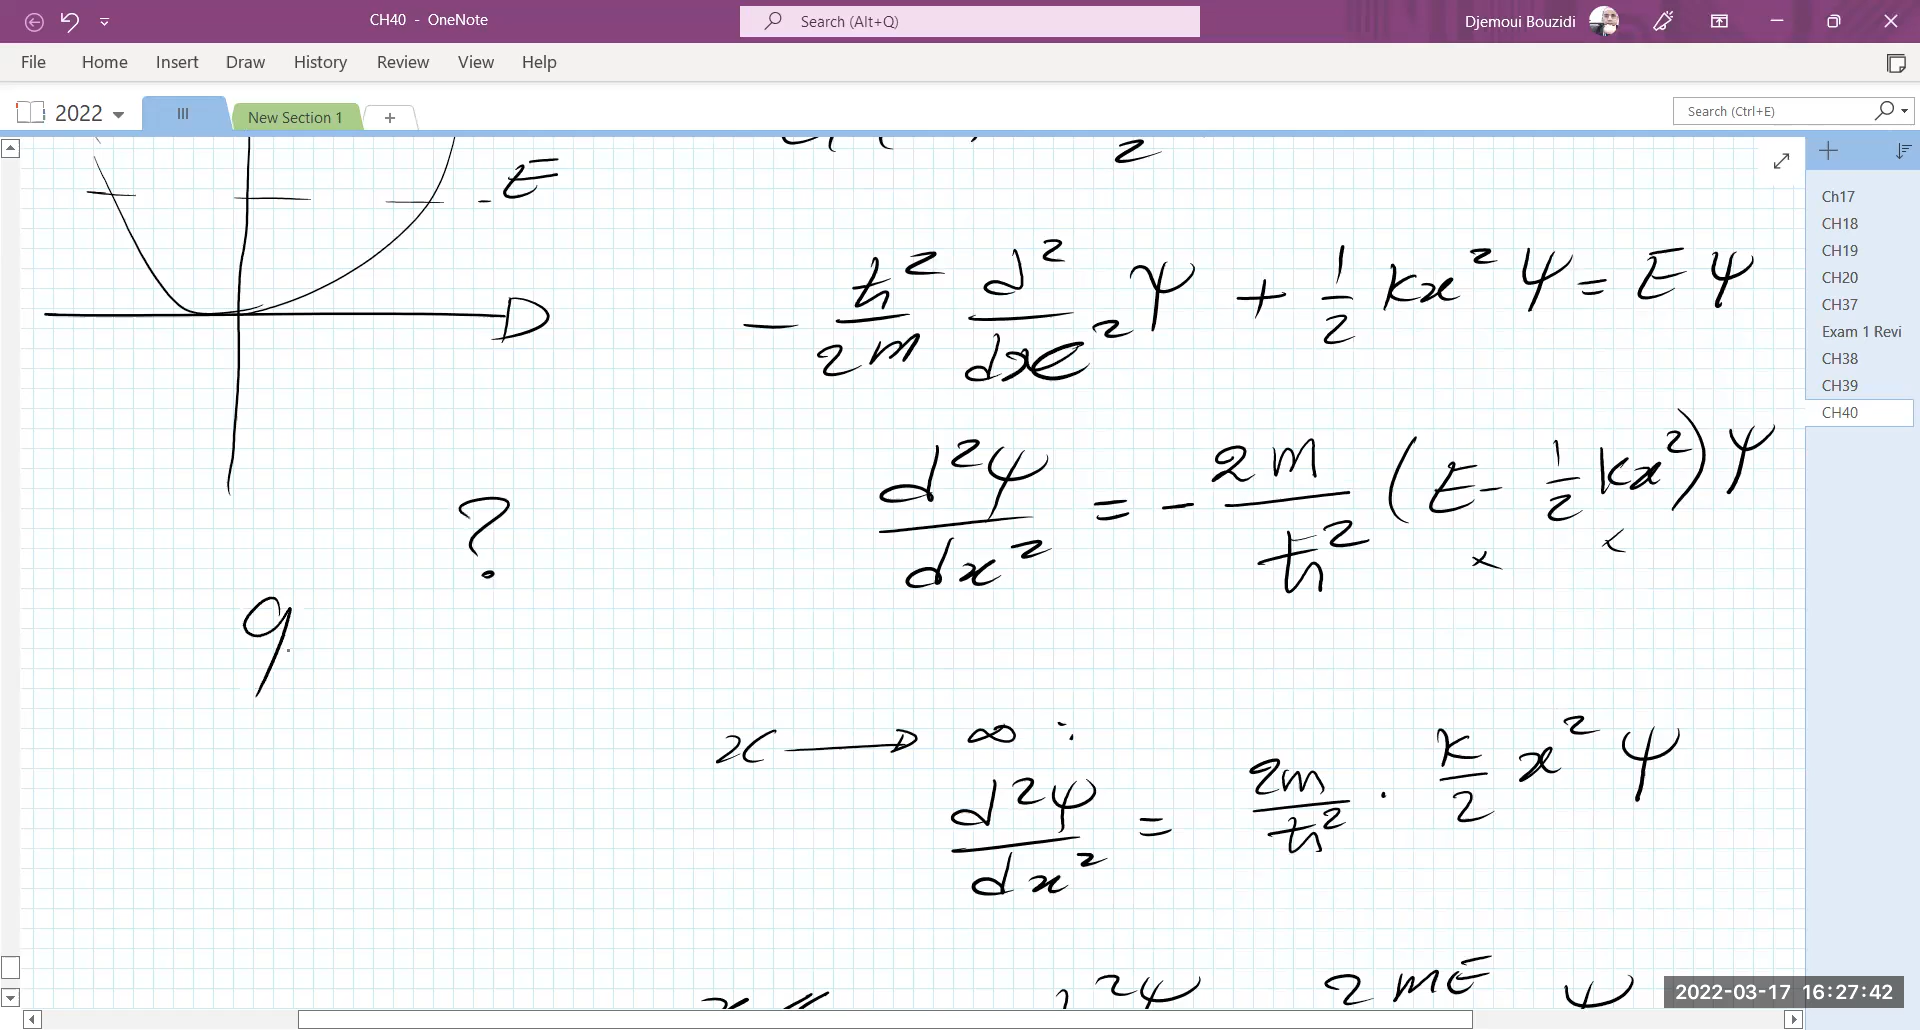 CH40 - OneNote
Search (Alt+Q)
Djemoui Bouzidi
File Home Insert Draw History Review View Help
2022
III
New Section 1
+
Search (Ctrl+E)
Ch17
CH18
CH19
CH20
CH37
Exam 1 Revi
CH38
CH39
CH40
2
E
- ℏ²/2m d²/dx² ψ + 1/2 kx² ψ = E ψ
d²ψ/dx² = - 2m/ℏ² (E - 1/2 kx²) ψ
x x
?
9
x → ∞ :
d²ψ/dx² = 2m/ℏ² · k/2 x² ψ
2ψ 2mE ψ
2022-03-17 16:27:42